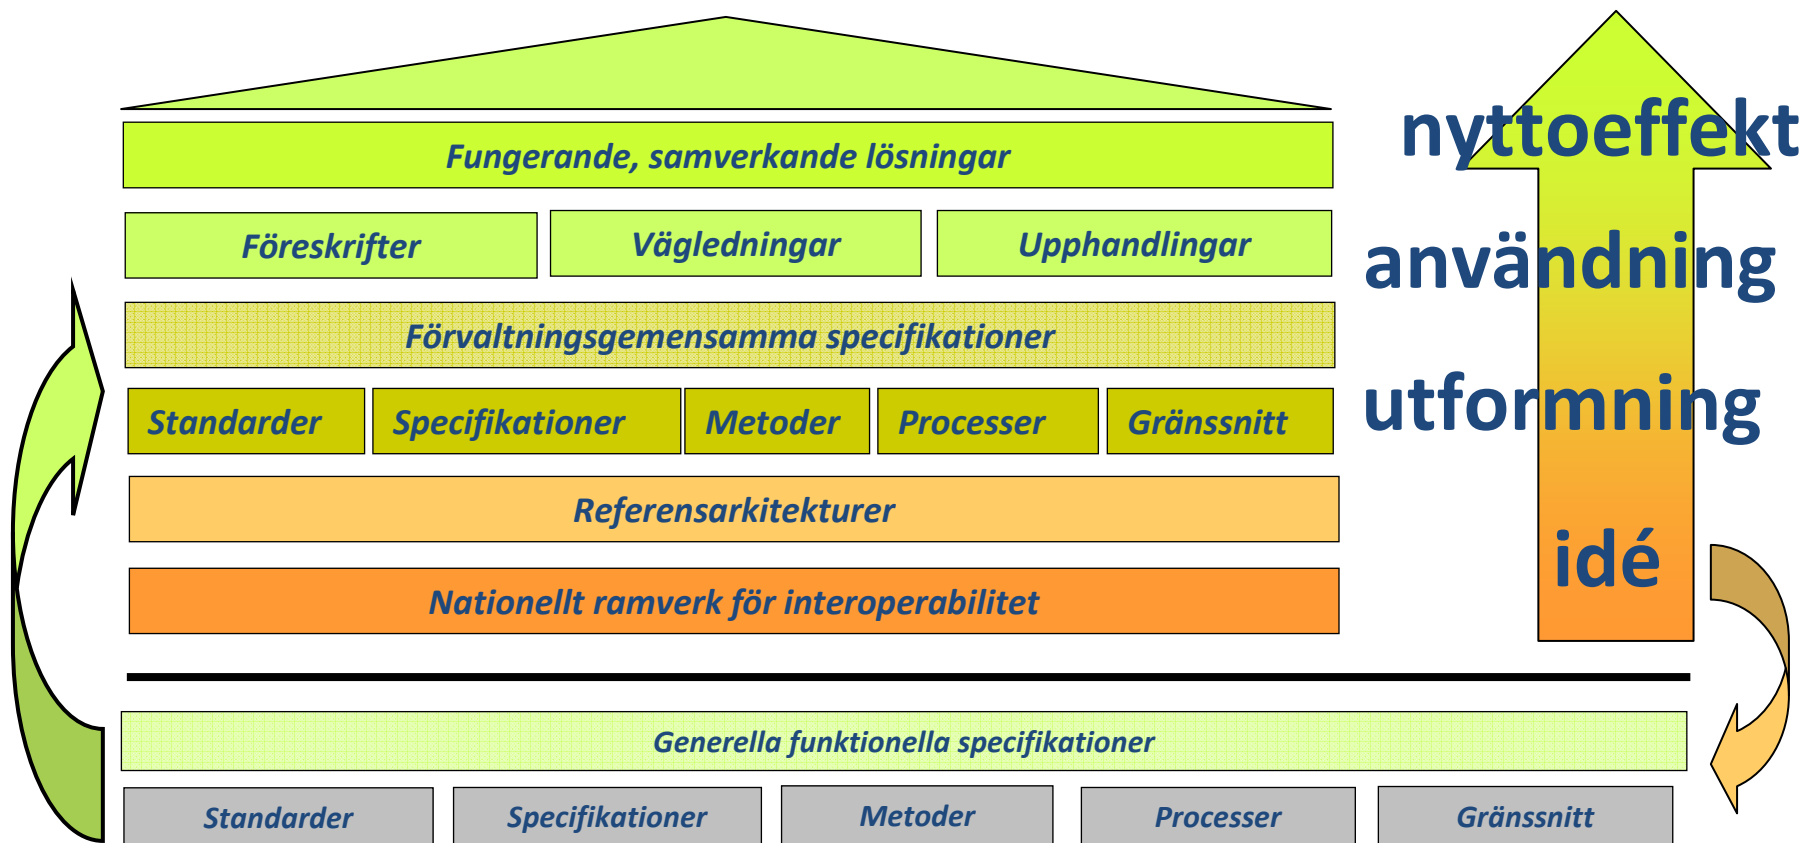 Fungerande, samverkande lösningar
nyttoeffekt
Föreskrifter
Vägledningar
Upphandlingar
användning
Förvaltningsgemensamma specifikationer
Standarder
Specifikationer
Metoder
Processer
Gränssnitt
utformning
Referensarkitekturer
idé
Nationellt ramverk för interoperabilitet
Generella funktionella specifikationer
Standarder
Specifikationer
Metoder
Processer
Gränssnitt